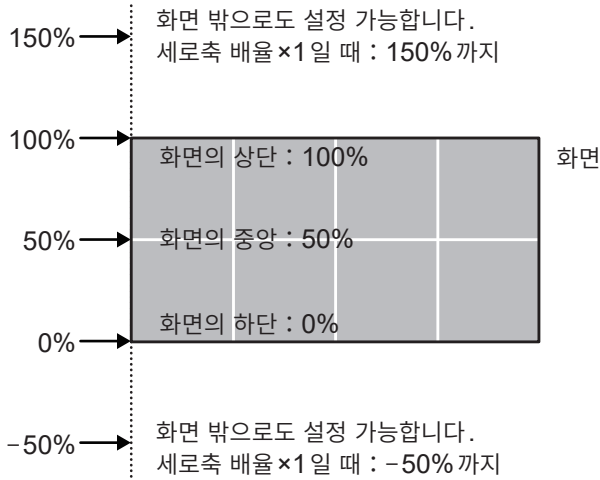 화면 밖으로도 설정 가능합니다.
150%
세로축 배율×1일 때 : 150%까지
100%
화면의 상단 : 100%
화면
50%
화면의 중앙 : 50%
화면의 하단 : 0%
0%
화면 밖으로도 설정 가능합니다.
-50%
세로축 배율×1일 때 : -50%까지